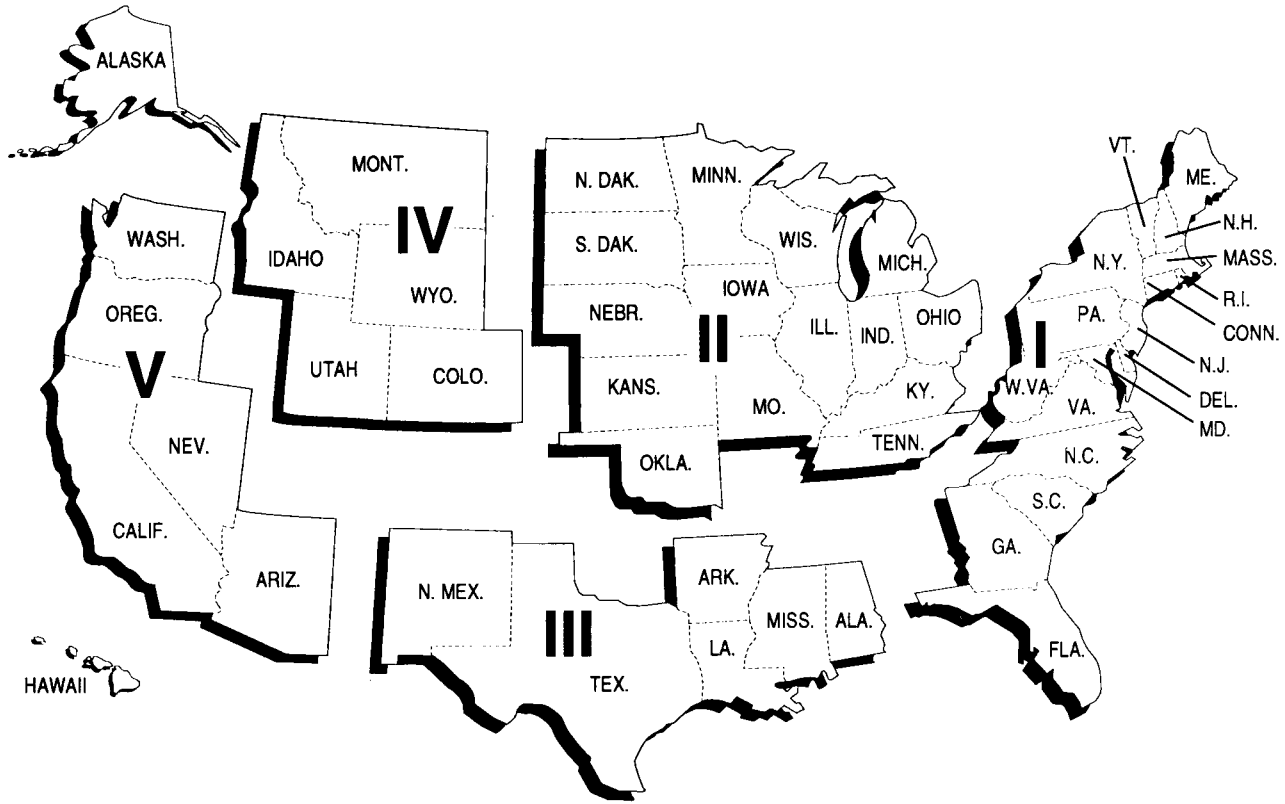 ALASKA
MONT.
IV
IDAHO
WYO.
UTAH
COLO.
WASH.
OREG.
V
NEV.
CALIF.
ARIZ.
HAWAII
N. DAK.
MINN.
S. DAK.
WIS.
MICH.
NEBR.
IOWA
II
ILL.
IND.
OHIO
KANS.
MO.
KY.
OKLA.
TENN.
N. MEX.
III
TEX.
ARK.
LA.
MISS.
ALA.
VT.
ME.
N.H.
N.Y.
MASS.
R.I.
CONN.
PA.
I
N.J.
W.VA.
DEL.
VA.
MD.
N.C.
S.C.
GA.
FLA.